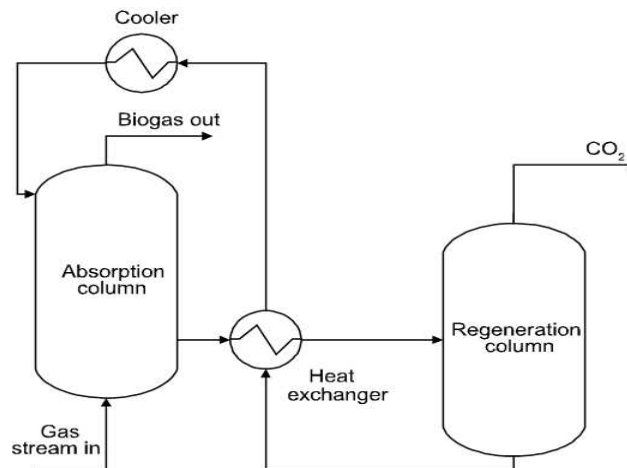 Cooler
Biogas out
CO₂
Absorption
column
Regeneration
column
Heat
exchanger
Gas
stream in